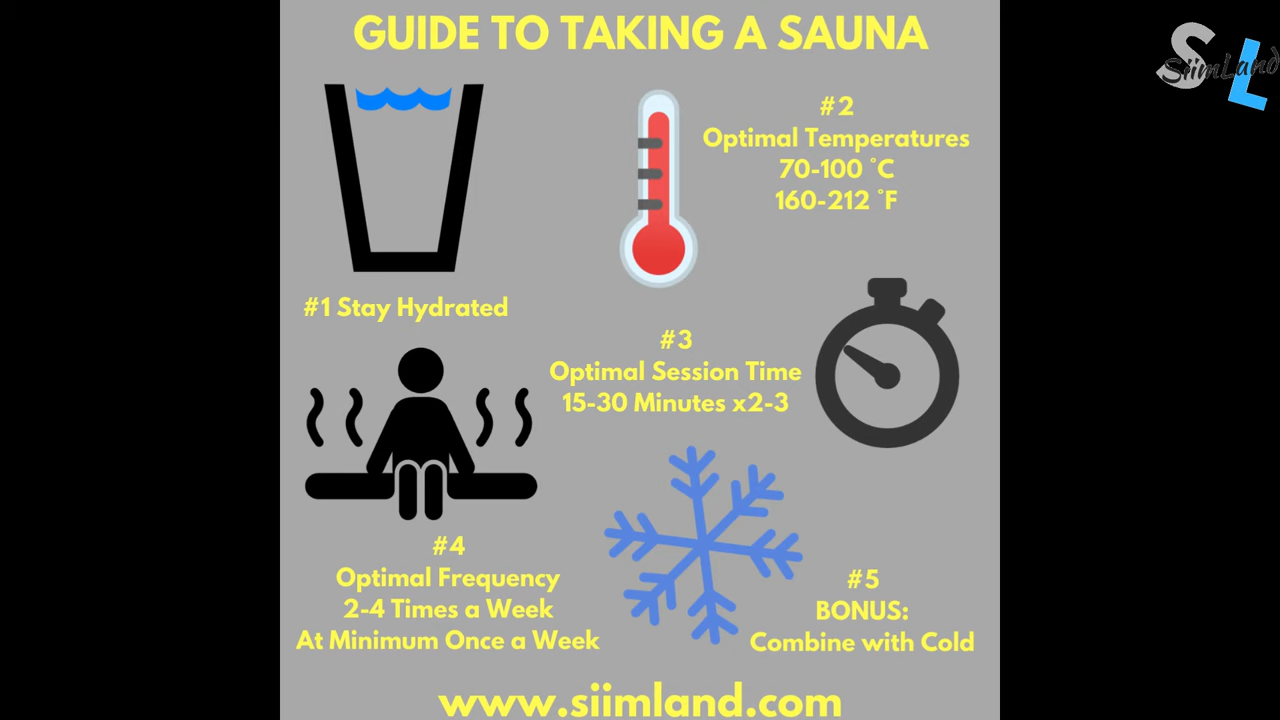 GUIDE TO TAKING A SAUNA
SiimLand
SL
#1 Stay Hydrated
#2
Optimal Temperatures
70-100 °C
160-212 °F
#3
Optimal Session Time
15-30 Minutes x2-3
#4
Optimal Frequency
2-4 Times a Week
At Minimum Once a Week
#5
BONUS:
Combine with Cold
www.siimland.com